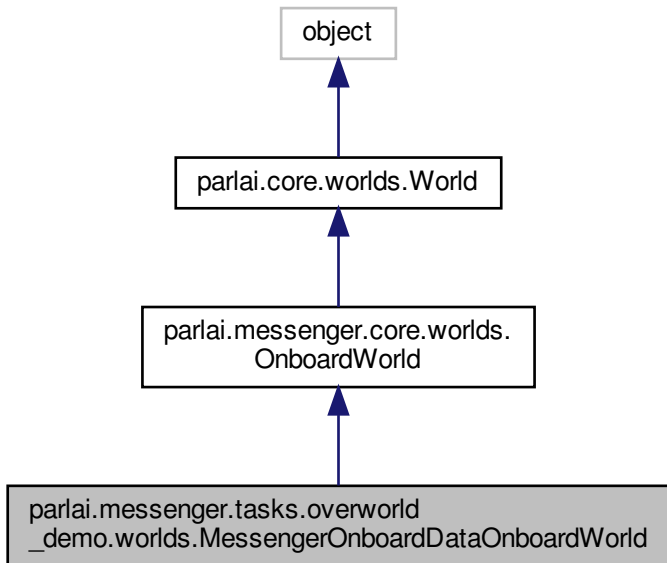 object
parlai.core.worlds.World
parlai.messenger.core.worlds.
OnboardWorld
parlai.messenger.tasks.overworld
_demo.worlds.MessengerOnboardDataOnboardWorld